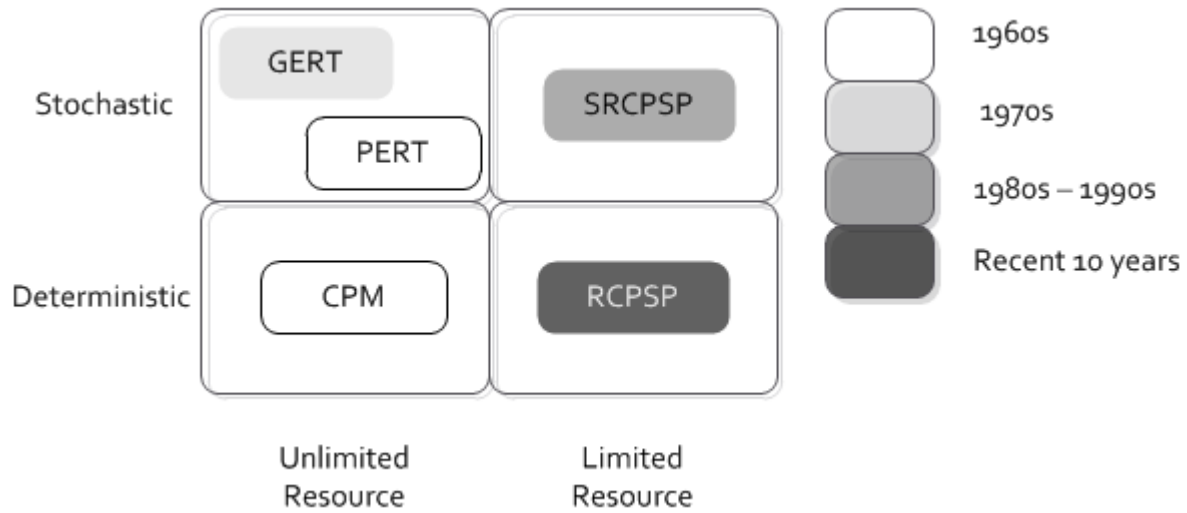 GERT
SRCPSP
Stochastic
PERT
CPM
RCPSP
Deterministic
Unlimited
Resource
Limited
Resource
1960s
1970s
1980s – 1990s
Recent 10 years